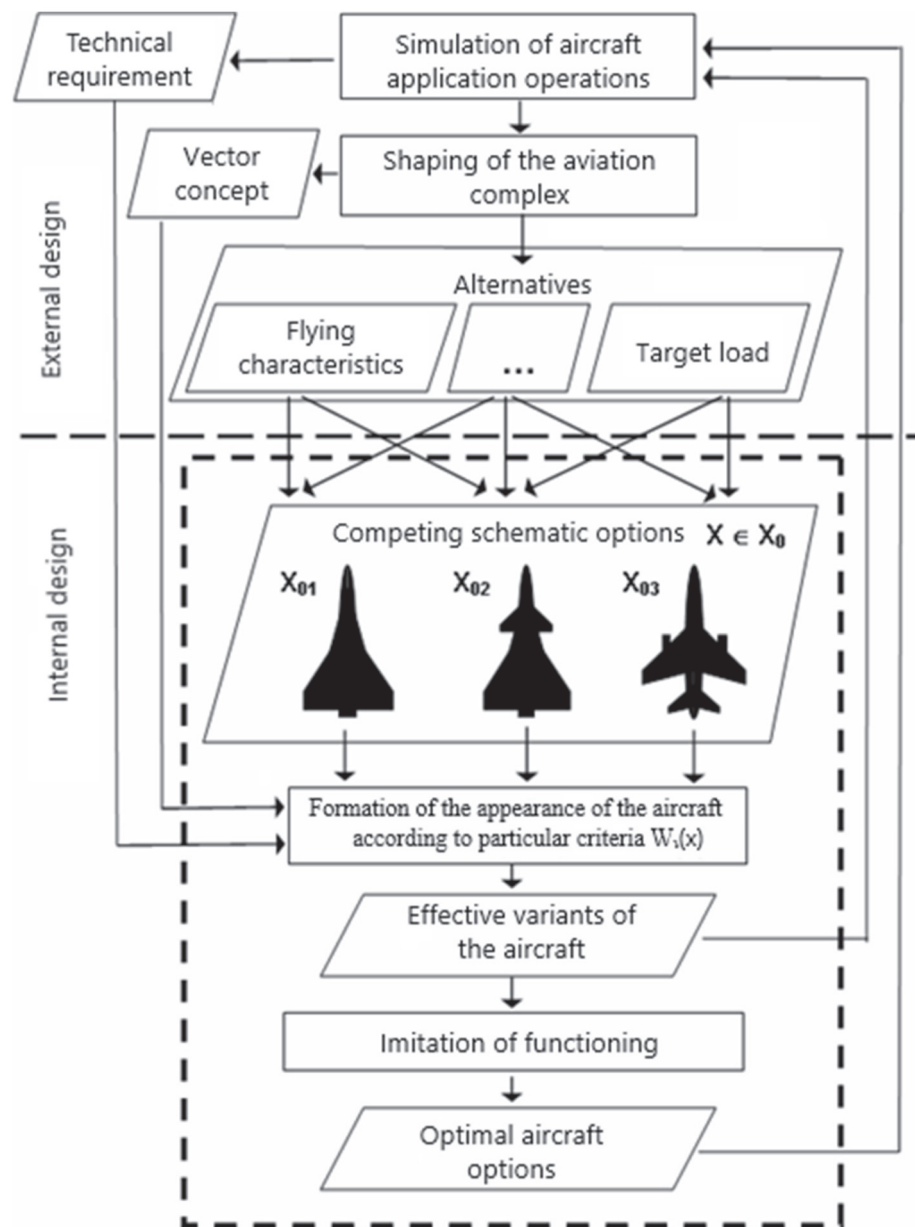 Technical
requirement
Simulation of aircraft
application operations
Vector
concept
Shaping of the aviation
complex
External design
Alternatives
Flying
characteristics
...
Target load
Internal design
Competing schematic options X ∈ X₀
X₀₁
X₀₂
X₀₃
Formation of the appearance of the aircraft
according to particular criteria Wₛ(x)
Effective variants of
the aircraft
Imitation of functioning
Optimal aircraft
options